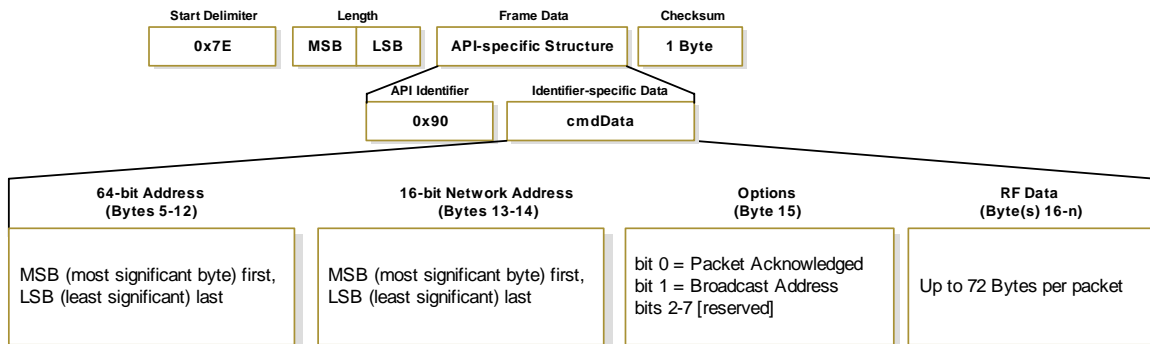 Start Delimiter
Length
Frame Data
Checksum
0x7E
MSB
LSB
API-specific Structure
1 Byte
API Identifier
Identifier-specific Data
0x90
cmdData
64-bit Address
(Bytes 5-12)
16-bit Network Address
(Bytes 13-14)
Options
(Byte 15)
RF Data
(Byte(s) 16-n)
MSB (most significant byte) first,
LSB (least significant) last
MSB (most significant byte) first,
LSB (least significant) last
bit 0 = Packet Acknowledged
bit 1 = Broadcast Address
bits 2-7 [reserved]
Up to 72 Bytes per packet